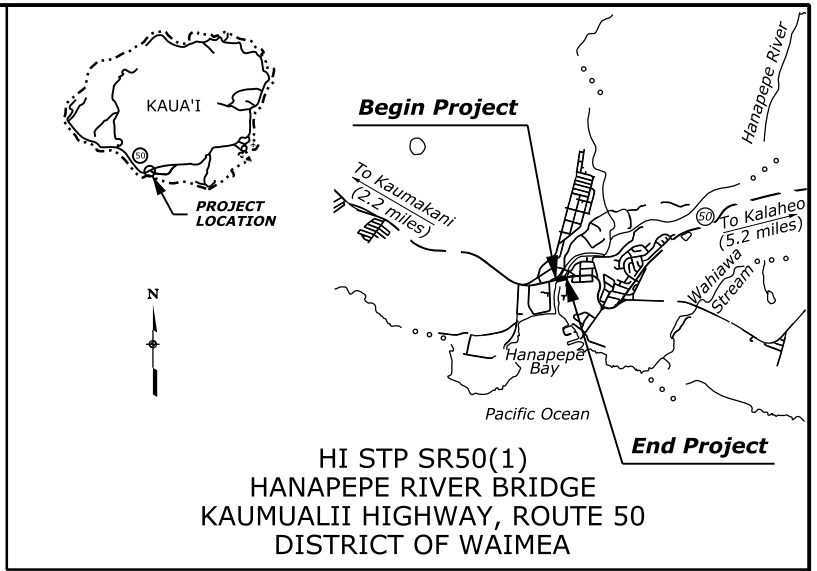 KAUA'I
50
PROJECT
LOCATION
N
Begin Project
To Kaumakani
(2.2 miles)
Hanapepe River
50
To Kalaheo
(5.2 miles)
Wahiawa
Stream
Hanapepe
Bay
Pacific Ocean
End Project
HI STP SR50(1)
HANAPEPE RIVER BRIDGE
KAUMUALII HIGHWAY, ROUTE 50
DISTRICT OF WAIMEA